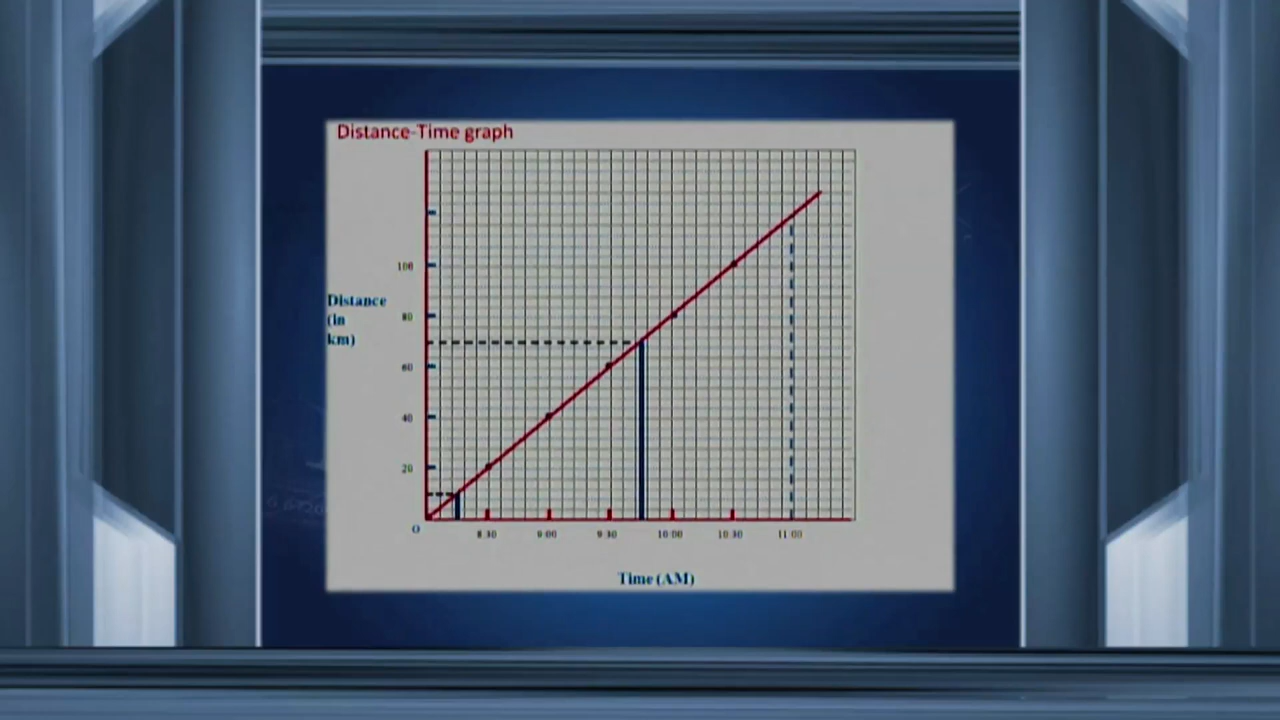 Distance-Time graph
100
Distance
(in
km)
80
60
40
20
O
8:30 9:00 9:30 10:00 10:30 11:00
Time (AM)